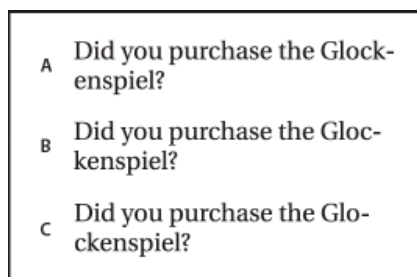 A Did you purchase the Glock-
enspiel?
B Did you purchase the Gloc-
kenspiel?
C Did you purchase the Glo-
ckenspiel?